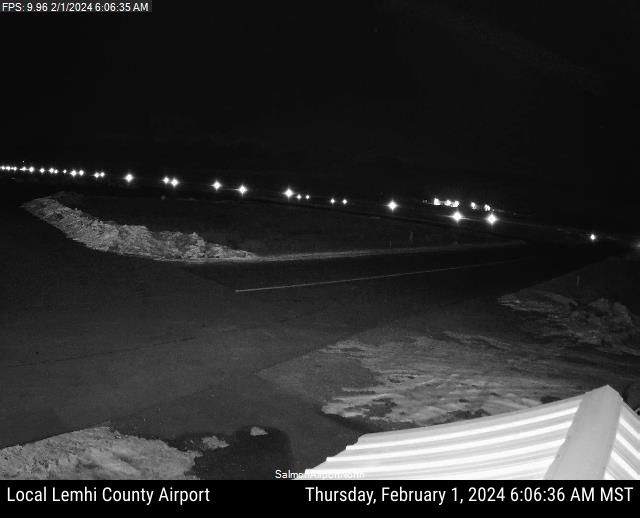 FPS: 9.96 2/1/2024 6:06:35 AM
Local Lemhi County Airport
Thursday, February 1, 2024 6:06:36 AM MST